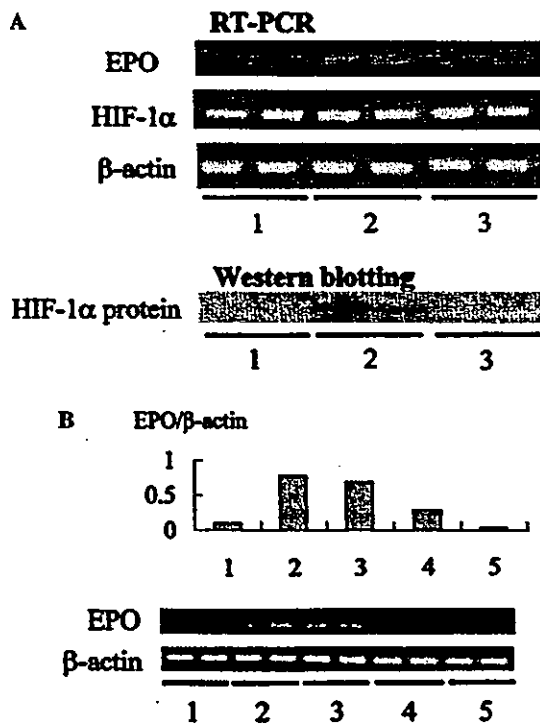 A RT-PCR
EPO
HIF-1α
β-actin
1 2 3
Western blotting
HIF-1α protein
1 2 3
B EPO/β-actin
1
0.5
0
1 2 3 4 5
EPO
β-actin
1 2 3 4 5